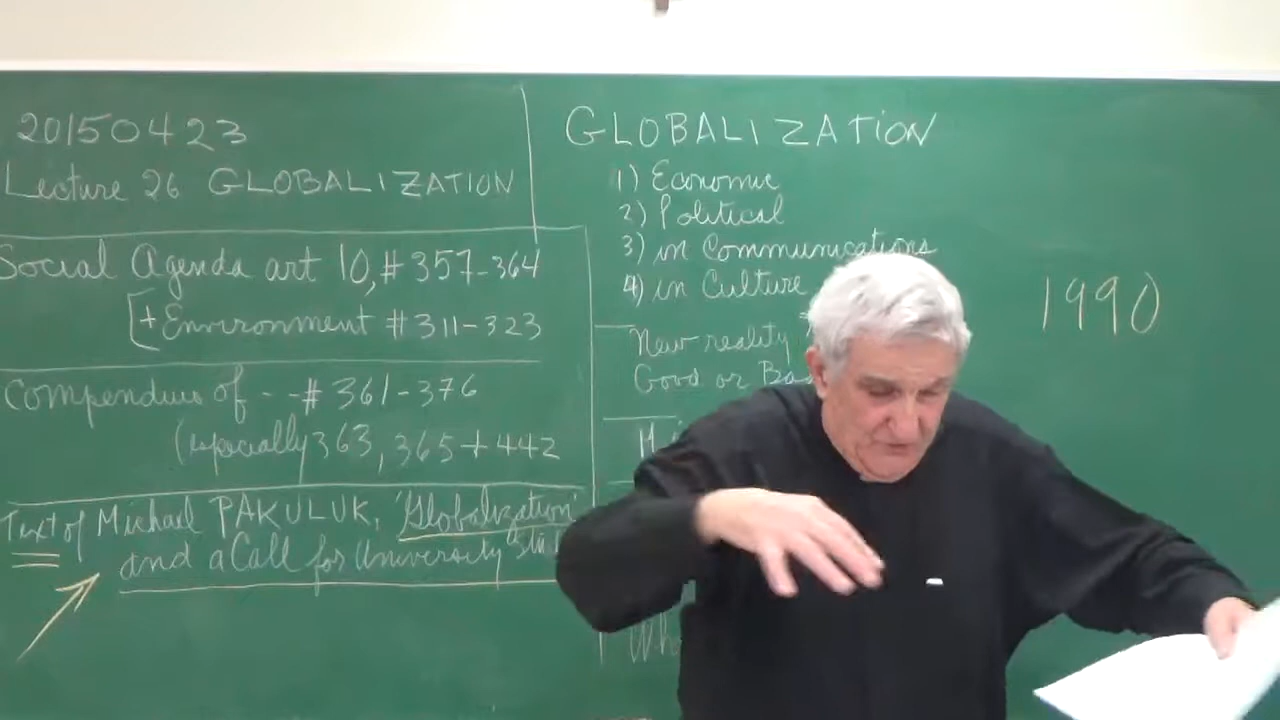 20150423
Lecture 26 GLOBALIZATION
Social Agenda art 10, # 357-364
[+Environment # 311-323
Compendium of - - # 361-376
(especially 363, 365 + 442
Text of Michael PAKULUK, 'Globalization
and a Call for University
GLOBALIZATION
1) Economic
2) Political
3) in Communications
4) in Culture
New reality
Good or
1990